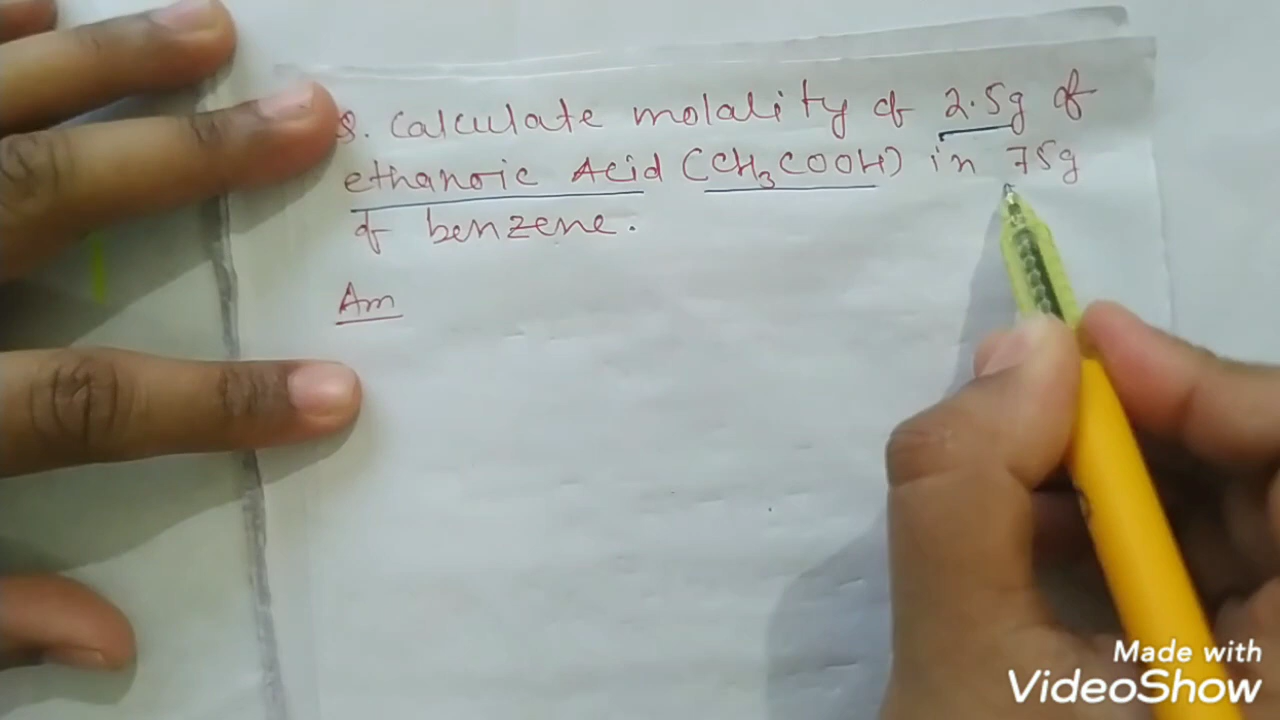 Q. Calculate molality of 2.5g of
ethanoic Acid (CH₃COOH) in 75g
of benzene.
Ans
Made with
VideoShow